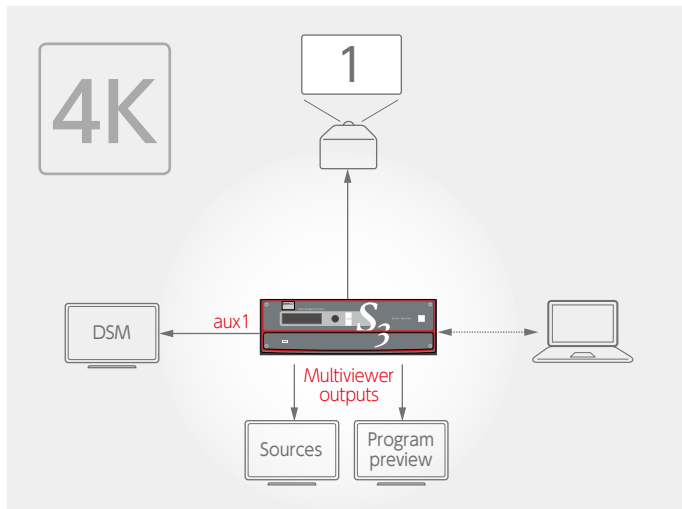 4K
1
DSM
aux1
S3
Multiviewer
outputs
Sources
Program
preview